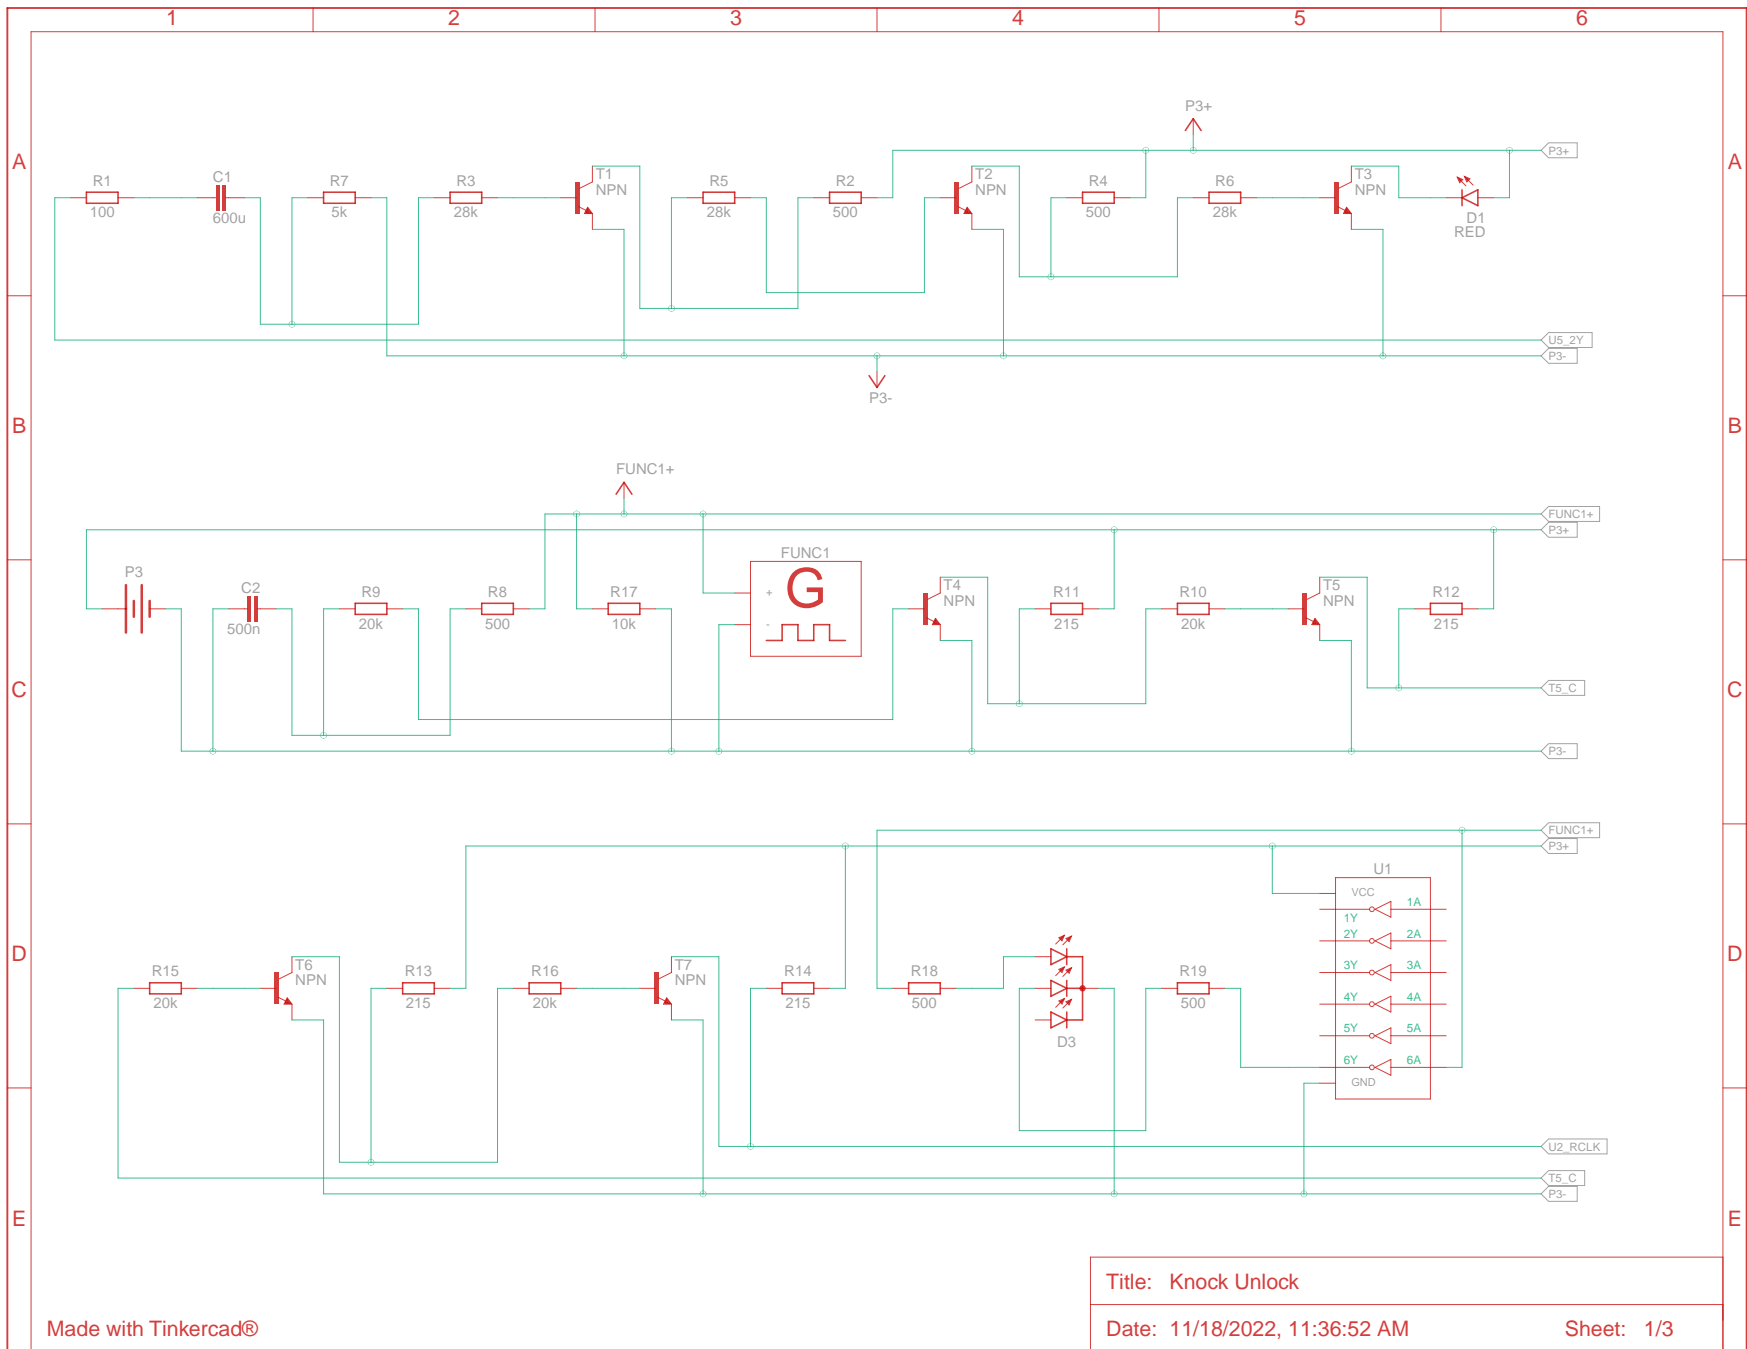 1 2 3 4 5 6
P3+
A A
P3+
R1 C1 R7 R3 T1 NPN R5 R2 T2 NPN R4 R6 T3 NPN
100 600u 5k 28k 28k 500 500 28k D1
RED
U5_2Y
P3-
P3-
B B
FUNC1+
FUNC1+
P3+
FUNC1
P3 C2 R9 R8 R17 + G T4 NPN R11 R10 T5 NPN R12
500n 20k 500 10k - 215 20k 215
C C
T5_C
P3-
FUNC1+
P3+
U1
VCC
1Y 1A
2Y 2A
D D
3Y 3A
R15 T6 NPN R13 R16 T7 NPN R14 R18 R19
20k 215 20k 215 500 500
4Y 4A
5Y 5A
D3
6Y 6A
GND
U2_RCLK
T5_C
P3-
E E
Title: Knock Unlock
Made with Tinkercad®
Date: 11/18/2022, 11:36:52 AM Sheet: 1/3